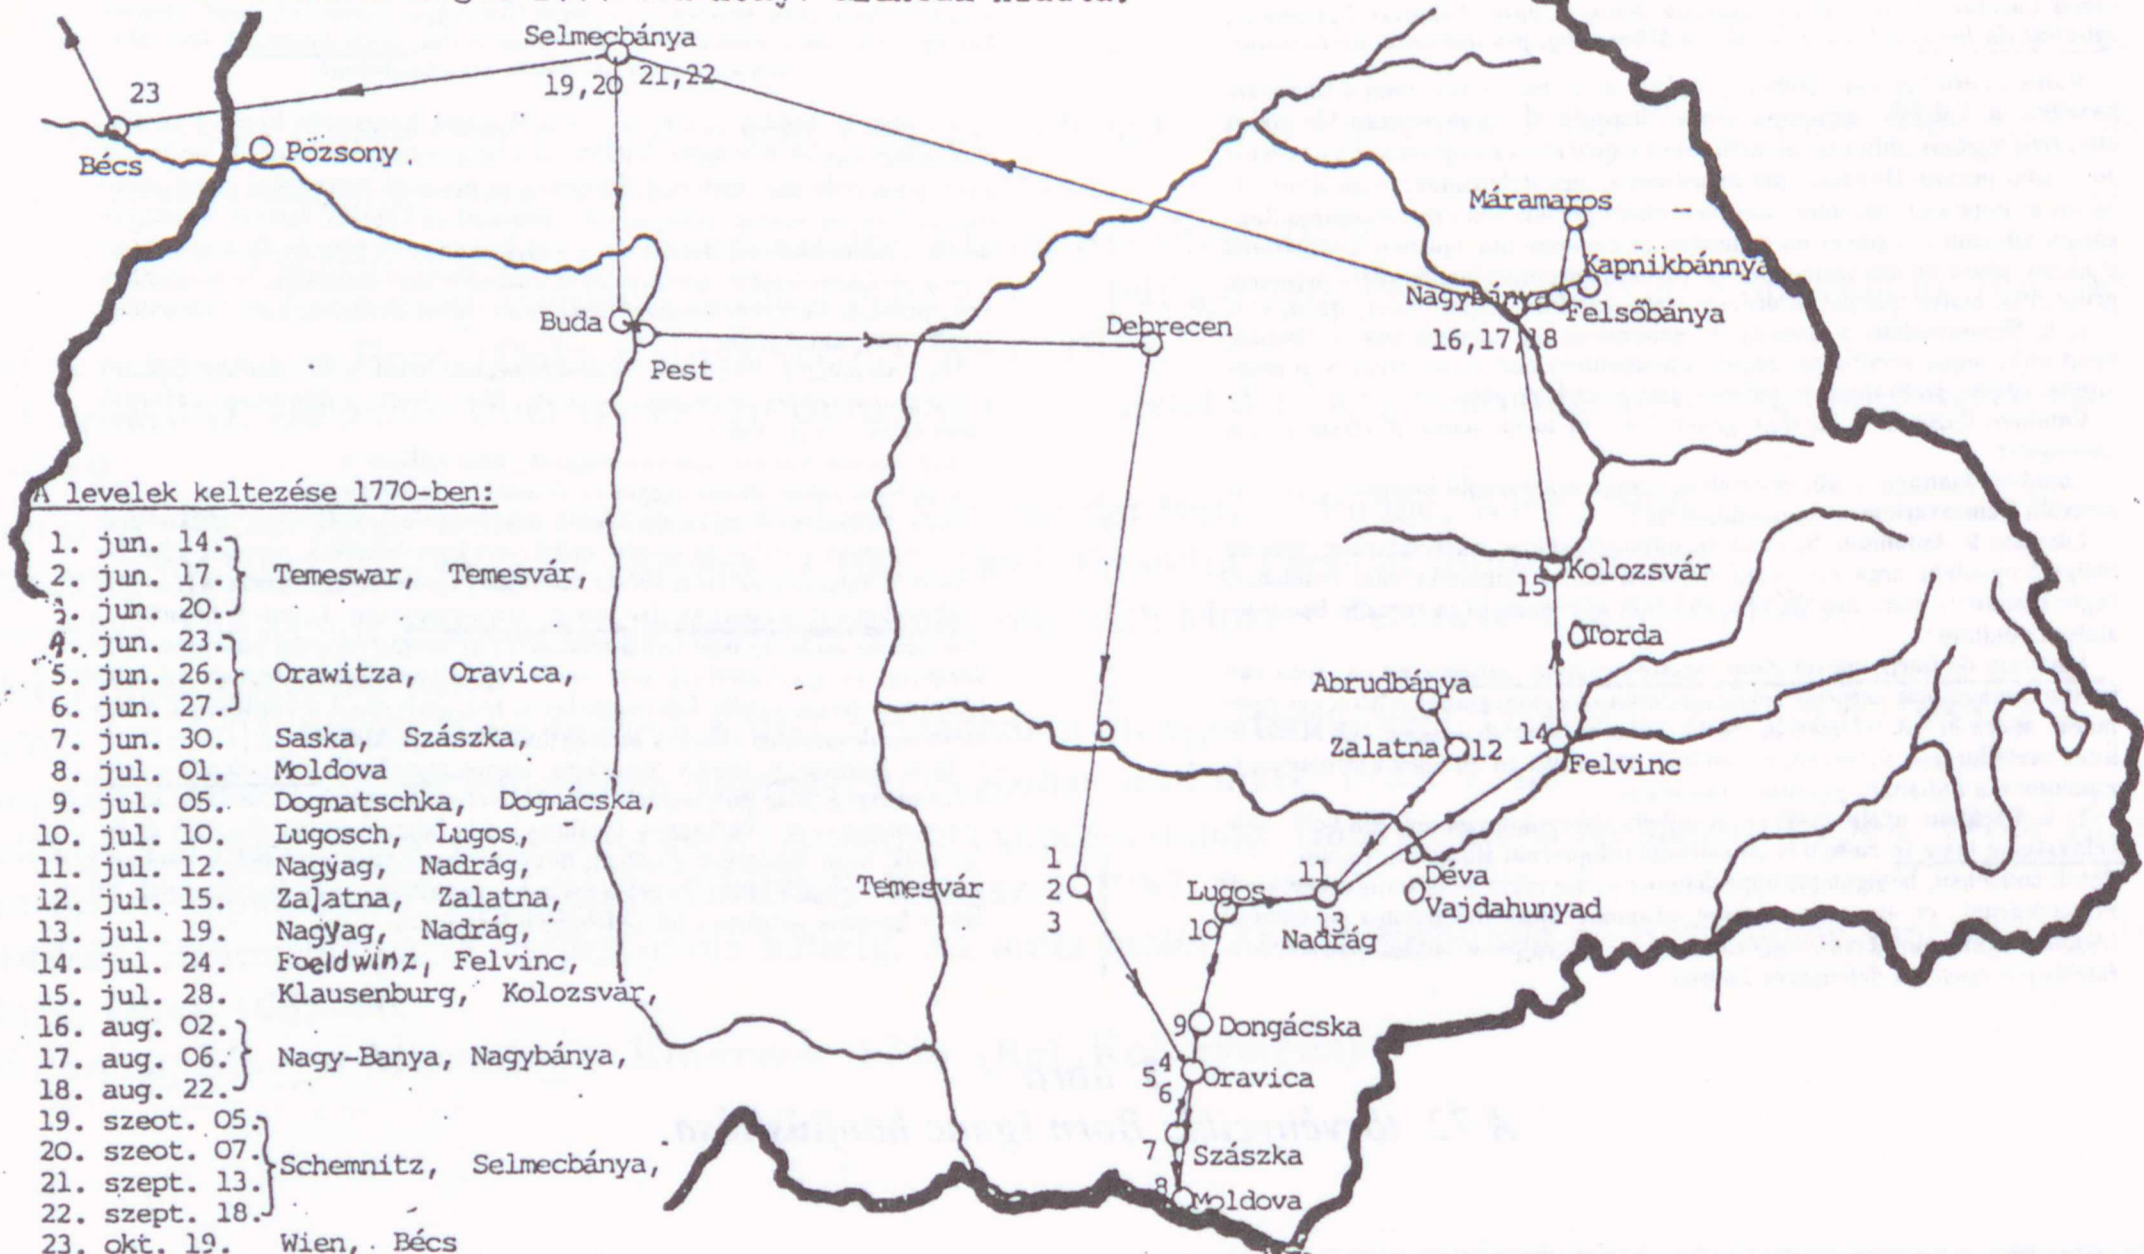 Selmecbánya
19,20 21,22
23
Bécs
Pözsony
Máramaros
Kapnikbánnya
Nagybánya
Felsöbánya
16,17,18
Buda
Pest
Debrecen
Kolozsvár
15
Torda
Abrudbánya
Zalatna 12
14
Felvinc
Temesvár
1
2
3
Lugos
10
11
13
Nadrág
Déva
Vajdahunyad
9 Dongácska
4
5
6
Oravica
7
Szászka
8
Moldova
A levelek keltezése 1770-ben:
1. jun. 14.
2. jun. 17. Temeswar, Temesvár,
3. jun 20.
4. jun. 23.
5. jun 26. Orawitza Oravica,
6. jun. 27.
7. jun. 30. Saska, Szászka
8. jul 01. Moldova
9. jul. 05. Dognatschka, Dognácska,
10. jul. 10. Lugosch, Lugos,
11. jul. 12. Nagyag, Nadrág,
12. jul. 15. Zalatna, Zalatna,
13. jul. 19. Nagyag, Nadrág,
14. jul. 24. Foeldwinz, Felvinc,
15. jul. 28. Klausenburg, Kolozsvár,
16. aug. 02.
17. aug 06. Nagy-Banya, Nagybánya,
18. aug. 22.
19. szeot. 05.
20. szeot. 07.
Schemnitz, Selmecbánya,
21. szept. 13.
22. szept. 18.
23. okt. 19. Wien, Bécs